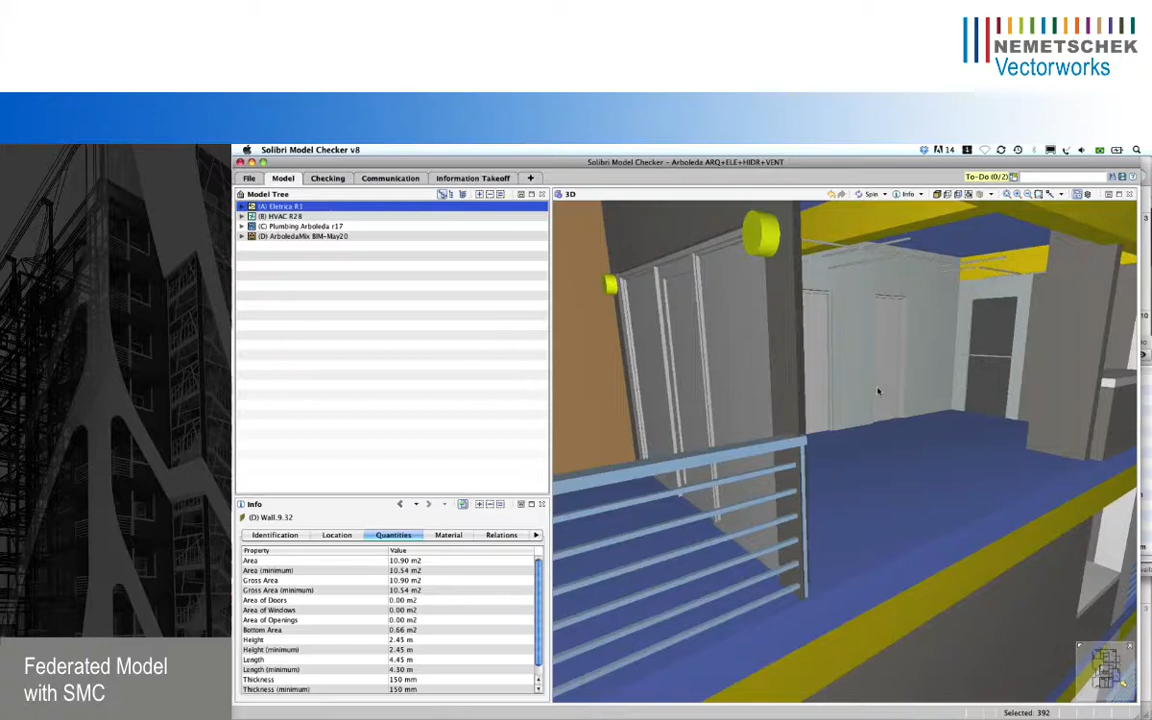 NEMETSCHEK
Vectorworks
Solibri Model Checker v8
14
Solibri Model Checker - Arboleda ARQ+ELE+HIDR+VENT
File
Model
Checking
Communication
Information Takeoff
+
To-Do (0/2)
Model Tree
3D
Spin
Info
(A) Eletrica R1
(B) HVAC R28
(C) Plumbing Arboleda r17
(D) ArboledaMix BIM-May20
Info
(D) Wall.9.32
Identification
Location
Quantities
Material
Relations
Property Value
Area 10.90 m2
Area (minimum) 10.54 m2
Gross Area 10.90 m2
Gross Area (minimum) 10.54 m2
Area of Doors 0.00 m2
Area of Windows 0.00 m2
Area of Openings 0.00 m2
Bottom Area 0.66 m2
Height 2.45 m
Height (minimum) 2.45 m
Length 4.45 m
Length (minimum) 4.30 m
Thickness 150 mm
Thickness (minimum) 150 mm
Selected: 392
Federated Model
with SMC